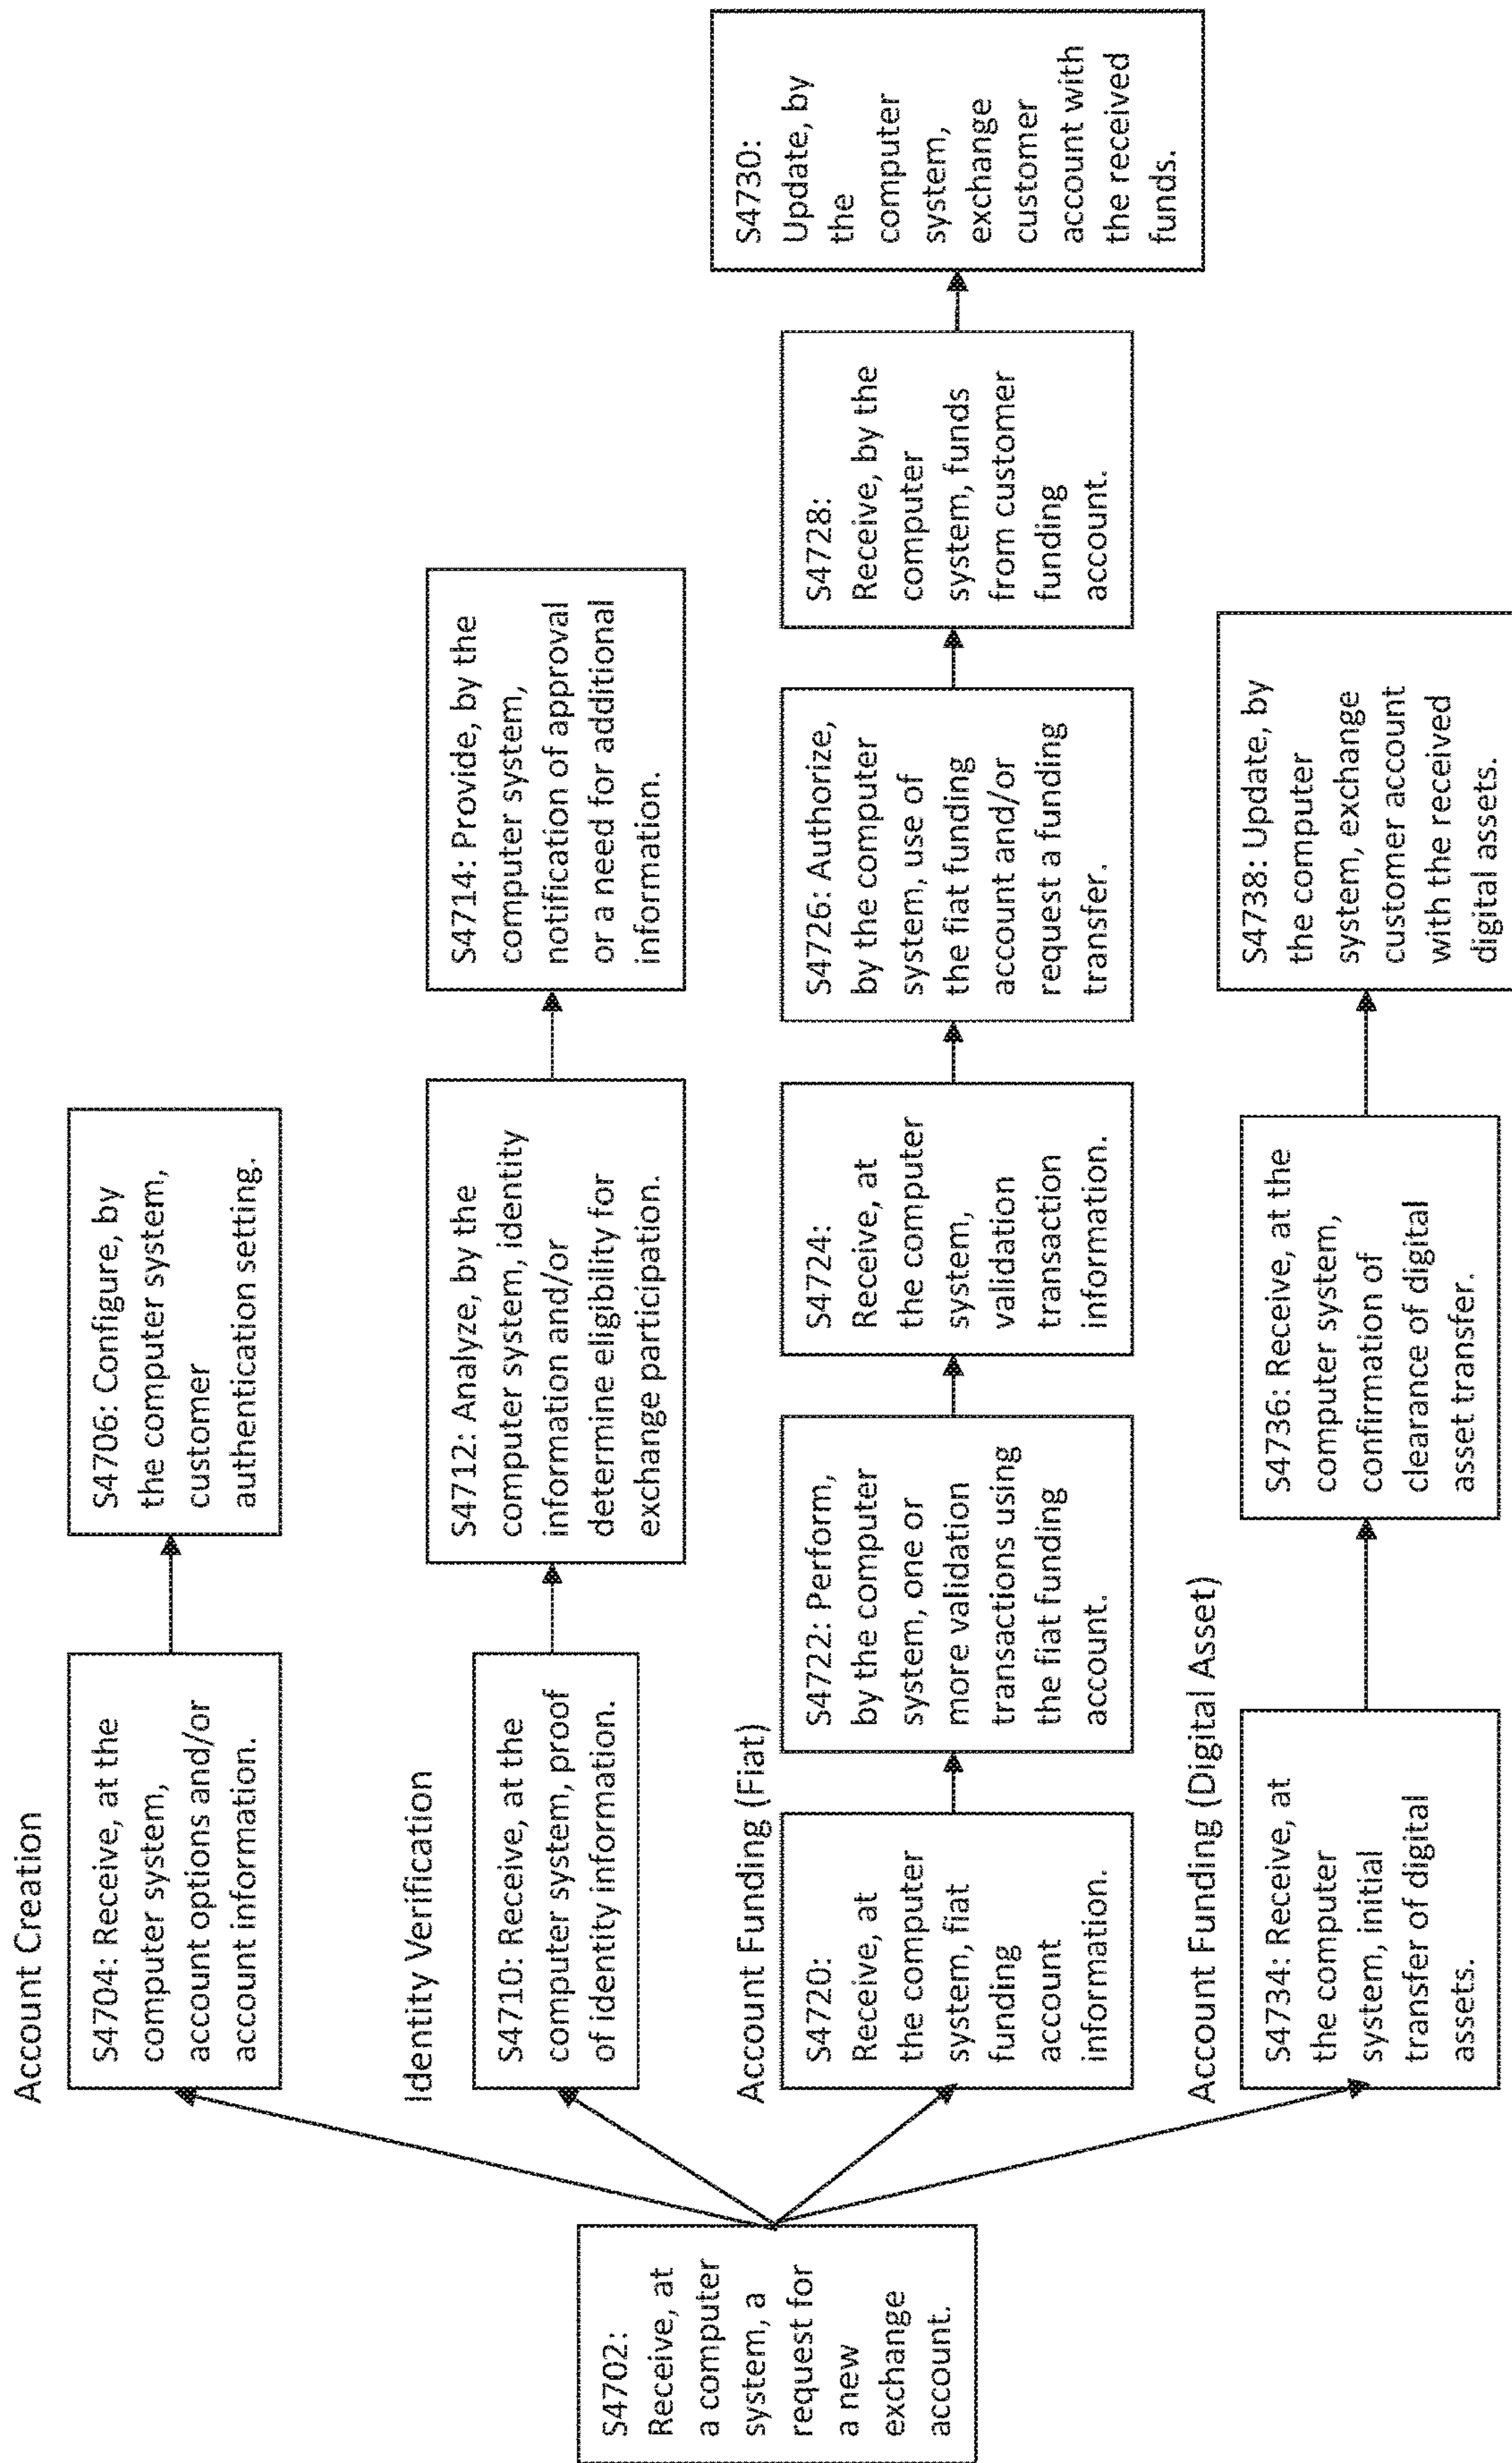 S4702:
Receive, at
a computer
system, a
request for
a new
exchange
account.
Account Creation
S4704: Receive, at the
computer system,
account options and/or
account information.
S4706: Configure, by
the computer system,
customer
authentication setting.
Identity Verification
S4710: Receive, at the
computer system, proof
of identity information.
S4712: Analyze, by the
computer system, identity
information and/or
determine eligibility for
exchange participation.
S4714: Provide, by the
computer system,
notification of approval
or a need for additional
information.
Account Funding (Fiat)
S4720:
Receive, at
the computer
system, fiat
funding
account
information.
S4722: Perform,
by the computer
system, one or
more validation
transactions using
the fiat funding
account.
S4724:
Receive, at
the computer
system,
validation
transaction
information.
S4726: Authorize,
by the computer
system, use of
the fiat funding
account and/or
request a funding
transfer.
S4728:
Receive, by the
computer
system, funds
from customer
funding
account.
S4730:
Update, by
the
computer
system,
exchange
customer
account with
the received
funds.
Account Funding (Digital Asset)
S4734: Receive, at
the computer
system, initial
transfer of digital
assets.
S4736: Receive, at the
computer system,
confirmation of
clearance of digital
asset transfer.
S4738: Update, by
the computer
system, exchange
customer account
with the received
digital assets.